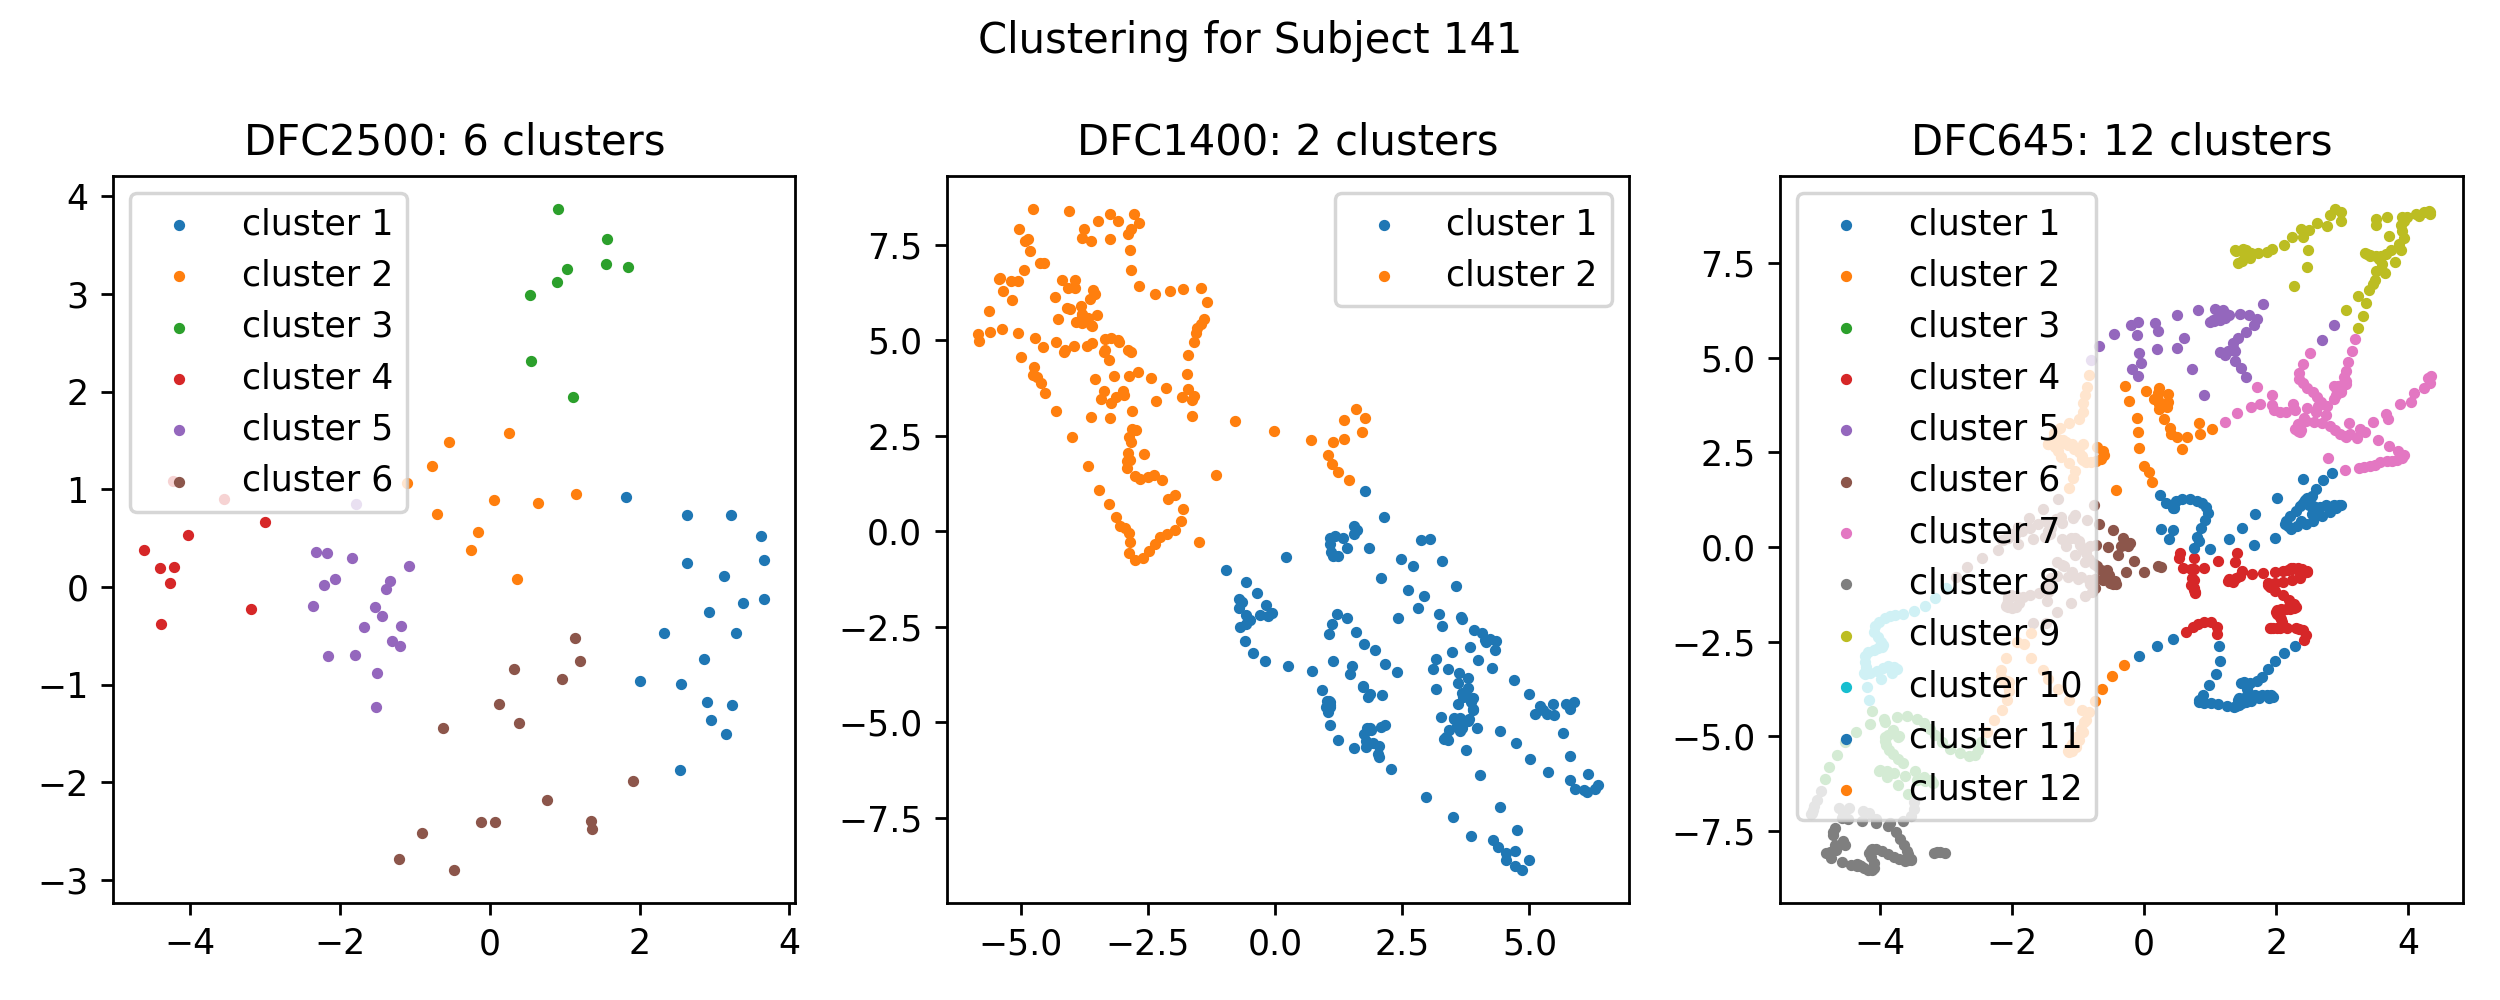 Clustering for Subject 141
DFC2500: 6 clusters
4
3
2
1
0
−1
−2
−3
−4
−2
0
2
4
cluster 1
cluster 2
cluster 3
cluster 4
cluster 5
cluster 6
DFC1400: 2 clusters
7.5
5.0
2.5
0.0
−2.5
−5.0
−7.5
−5.0
−2.5
0.0
2.5
5.0
cluster 1
cluster 2
DFC645: 12 clusters
7.5
5.0
2.5
0.0
−2.5
−5.0
−7.5
−4
−2
0
2
4
cluster 1
cluster 2
cluster 3
cluster 4
cluster 5
cluster 6
cluster 7
cluster 8
cluster 9
cluster 10
cluster 11
cluster 12